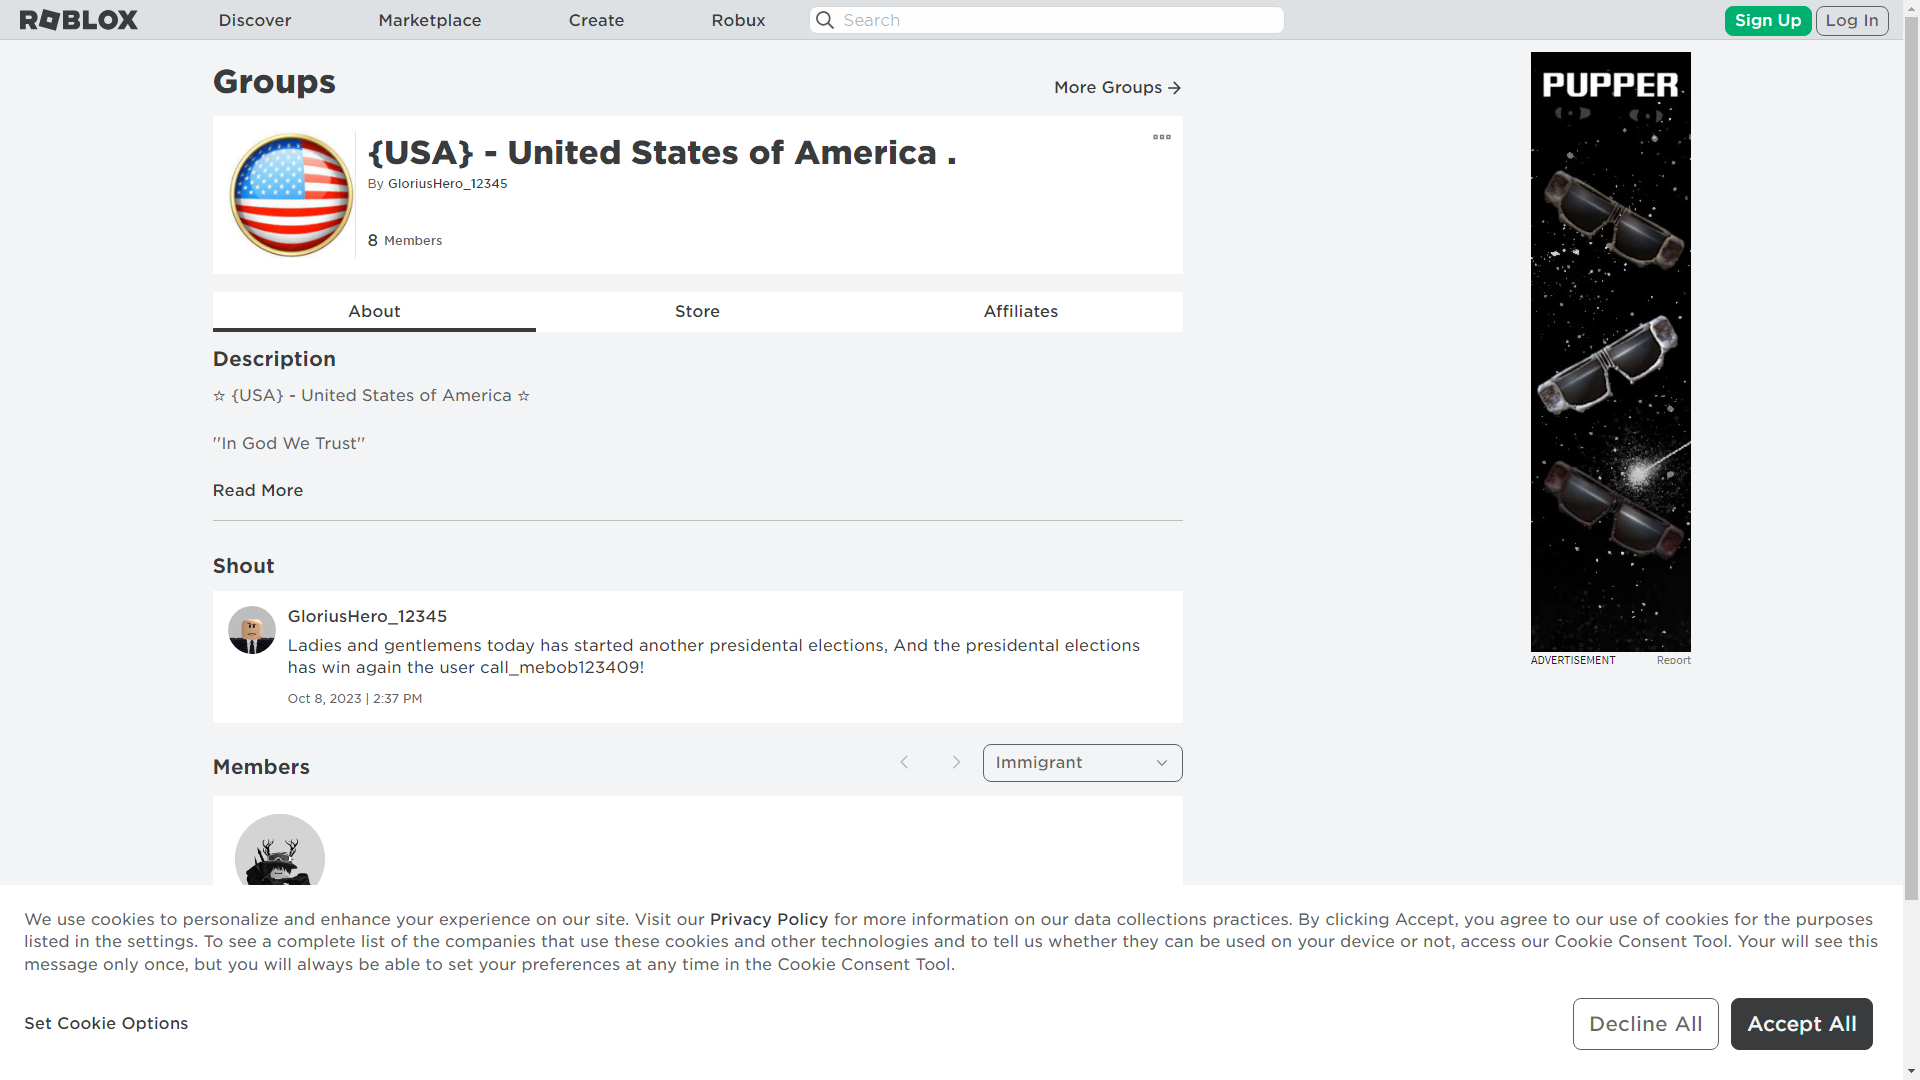 ROBLOX
Discover
Marketplace
Create
Robux
Search
Sign Up
Log In
Groups
More Groups
{USA} - United States of America .
By GloriusHero_12345
8 Members
About
Store
Affiliates
Description
☆ {USA} - United States of America ☆
''In God We Trust''
Read More
Shout
GloriusHero_12345
Ladies and gentlemens today has started another presidental elections, And the presidental elections
has win again the user call_mebob123409!
Oct 8, 2023 | 2:37 PM
Members
Immigrant
PUPPER
ADVERTISEMENT
Report
We use cookies to personalize and enhance your experience on our site. Visit our Privacy Policy for more information on our data collections practices. By clicking Accept, you agree to our use of cookies for the purposes
listed in the settings. To see a complete list of the companies that use these cookies and other technologies and to tell us whether they can be used on your device or not, access our Cookie Consent Tool. Your will see this
message only once, but you will always be able to set your preferences at any time in the Cookie Consent Tool.
Set Cookie Options
Decline All
Accept All